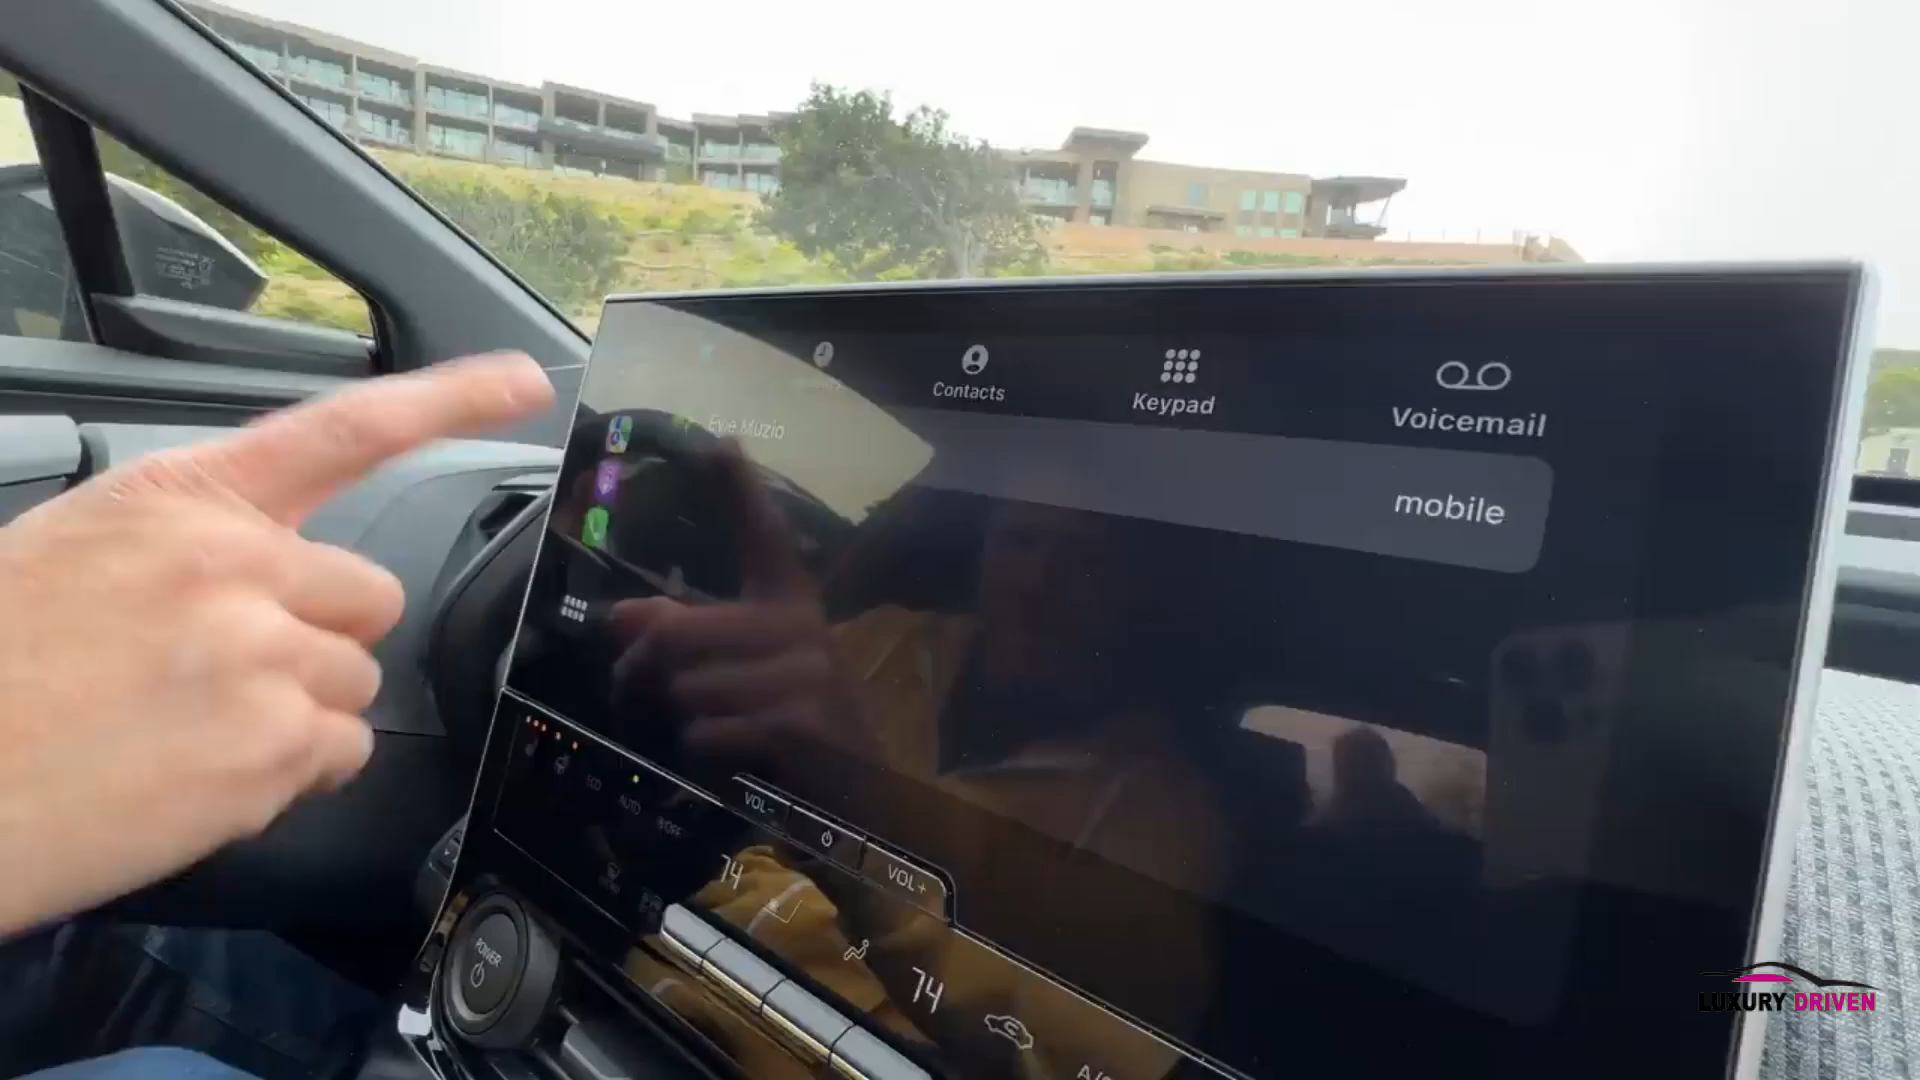 Contacts
Keypad
Voicemail
Evie Muzio
mobile
ECO
AUTO
OFF
VOL-
VOL+
74
74
POWER
A/C
LUXURY DRIVEN